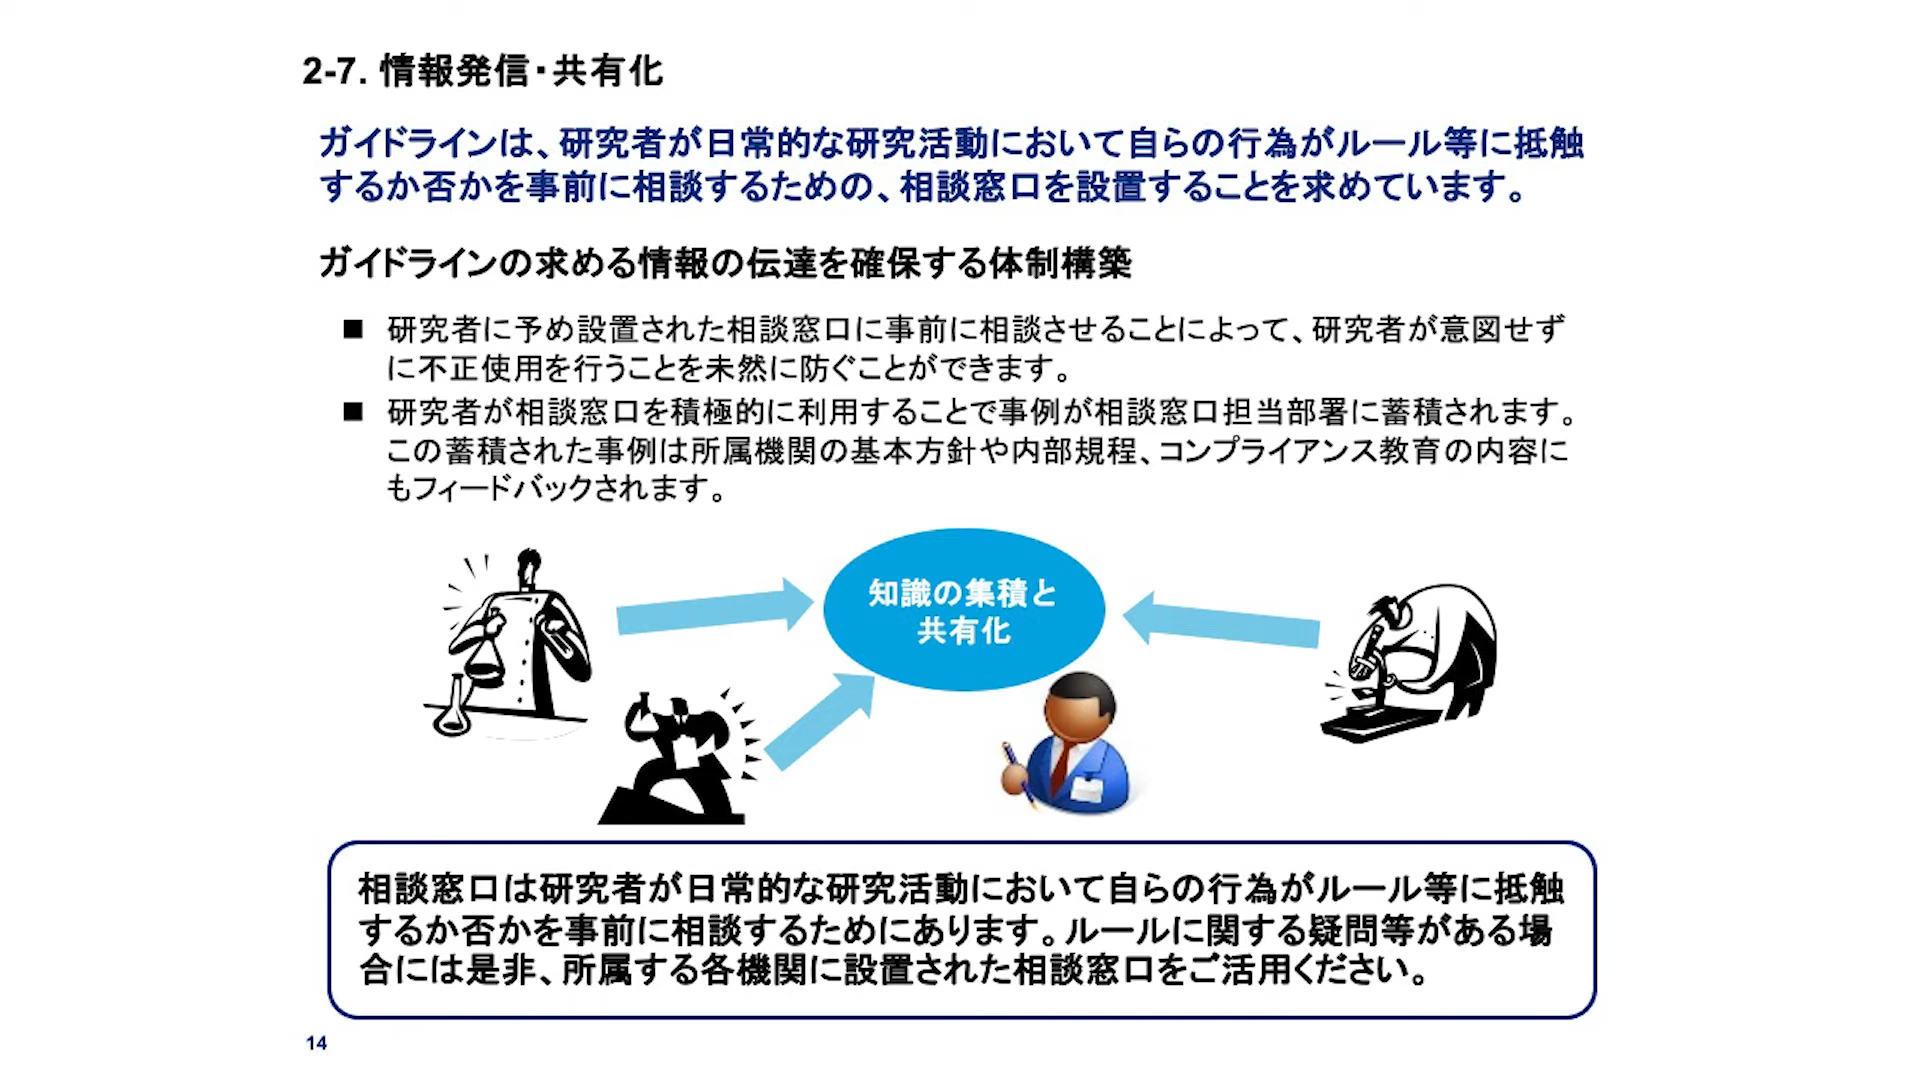 2-7. 情報発信・共有化
ガイドラインは、研究者が日常的な研究活動において自らの行為がルール等に抵触
するか否かを事前に相談するための、相談窓口を設置することを求めています。
ガイドラインの求める情報の伝達を確保する体制構築
■ 研究者に予め設置された相談窓口に事前に相談させることによって、研究者が意図せず
に不正使用を行うことを未然に防ぐことができます。
■ 研究者が相談窓口を積極的に利用することで事例が相談窓口担当部署に蓄積されます。
この蓄積された事例は所属機関の基本方針や内部規程、コンプライアンス教育の内容に
もフィードバックされます。
知識の集積と
共有化
相談窓口は研究者が日常的な研究活動において自らの行為がルール等に抵触
するか否かを事前に相談するためにあります。ルールに関する疑問等がある場
合には是非、所属する各機関に設置された相談窓口をご活用ください。
14